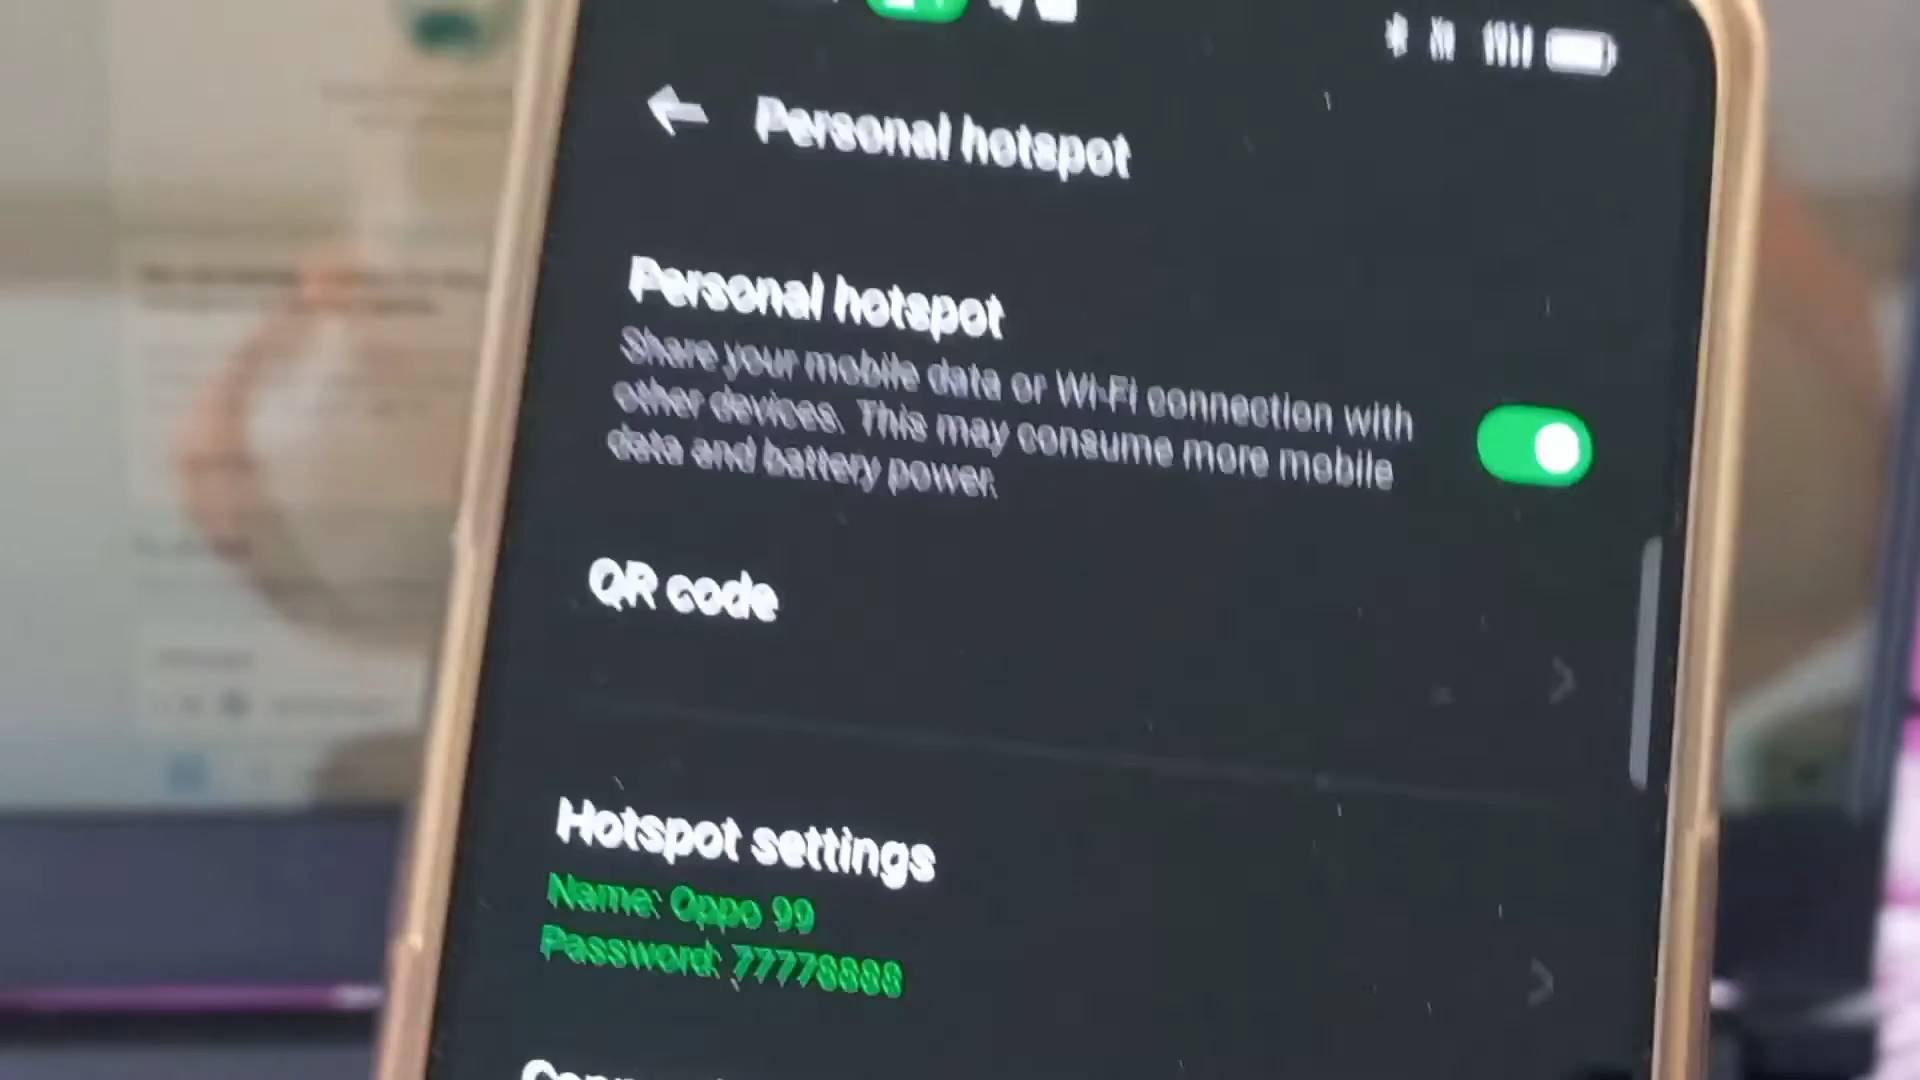 Personal hotspot
Personal hotspot
Share your mobile data or Wi-Fi connection with
other devices. This may consume more mobile
data and battery power.
QR code
Hotspot settings
Name: Oppo 99
Password: 77778888